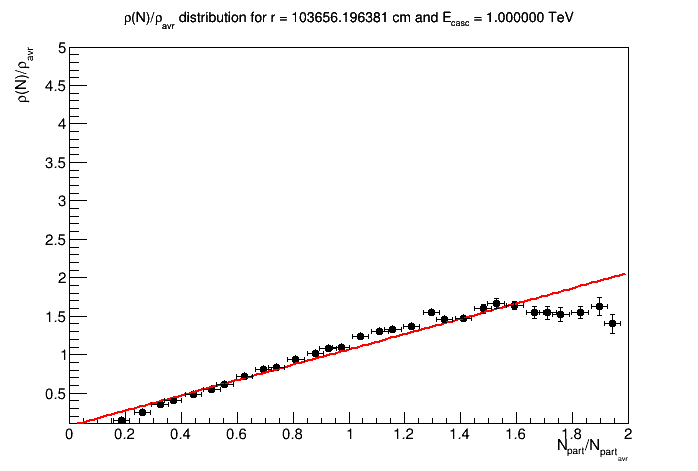 ρ(N)/ρavr distribution for r = 103656.196381 cm and Ecasc = 1.000000 TeV
ρ(N)/ρavr
5
4.5
4
3.5
3
2.5
2
1.5
1
0.5
0 0.2 0.4 0.6 0.8 1 1.2 1.4 1.6 1.8 2
Npart/Npartavr